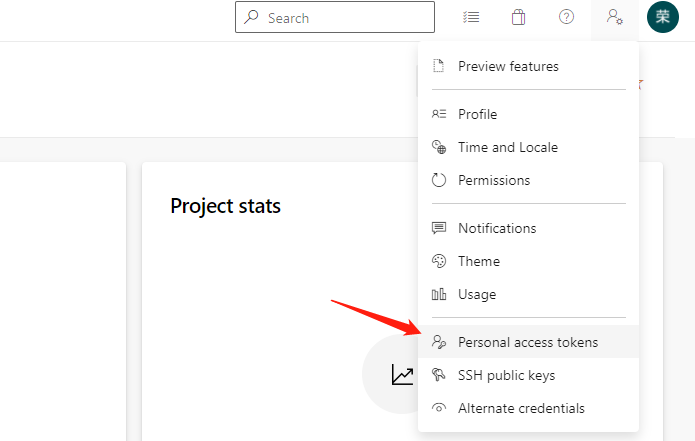 Search
荣
Preview features
Profile
Time and Locale
Permissions
Project stats
Notifications
Theme
Usage
Personal access tokens
SSH public keys
Alternate credentials